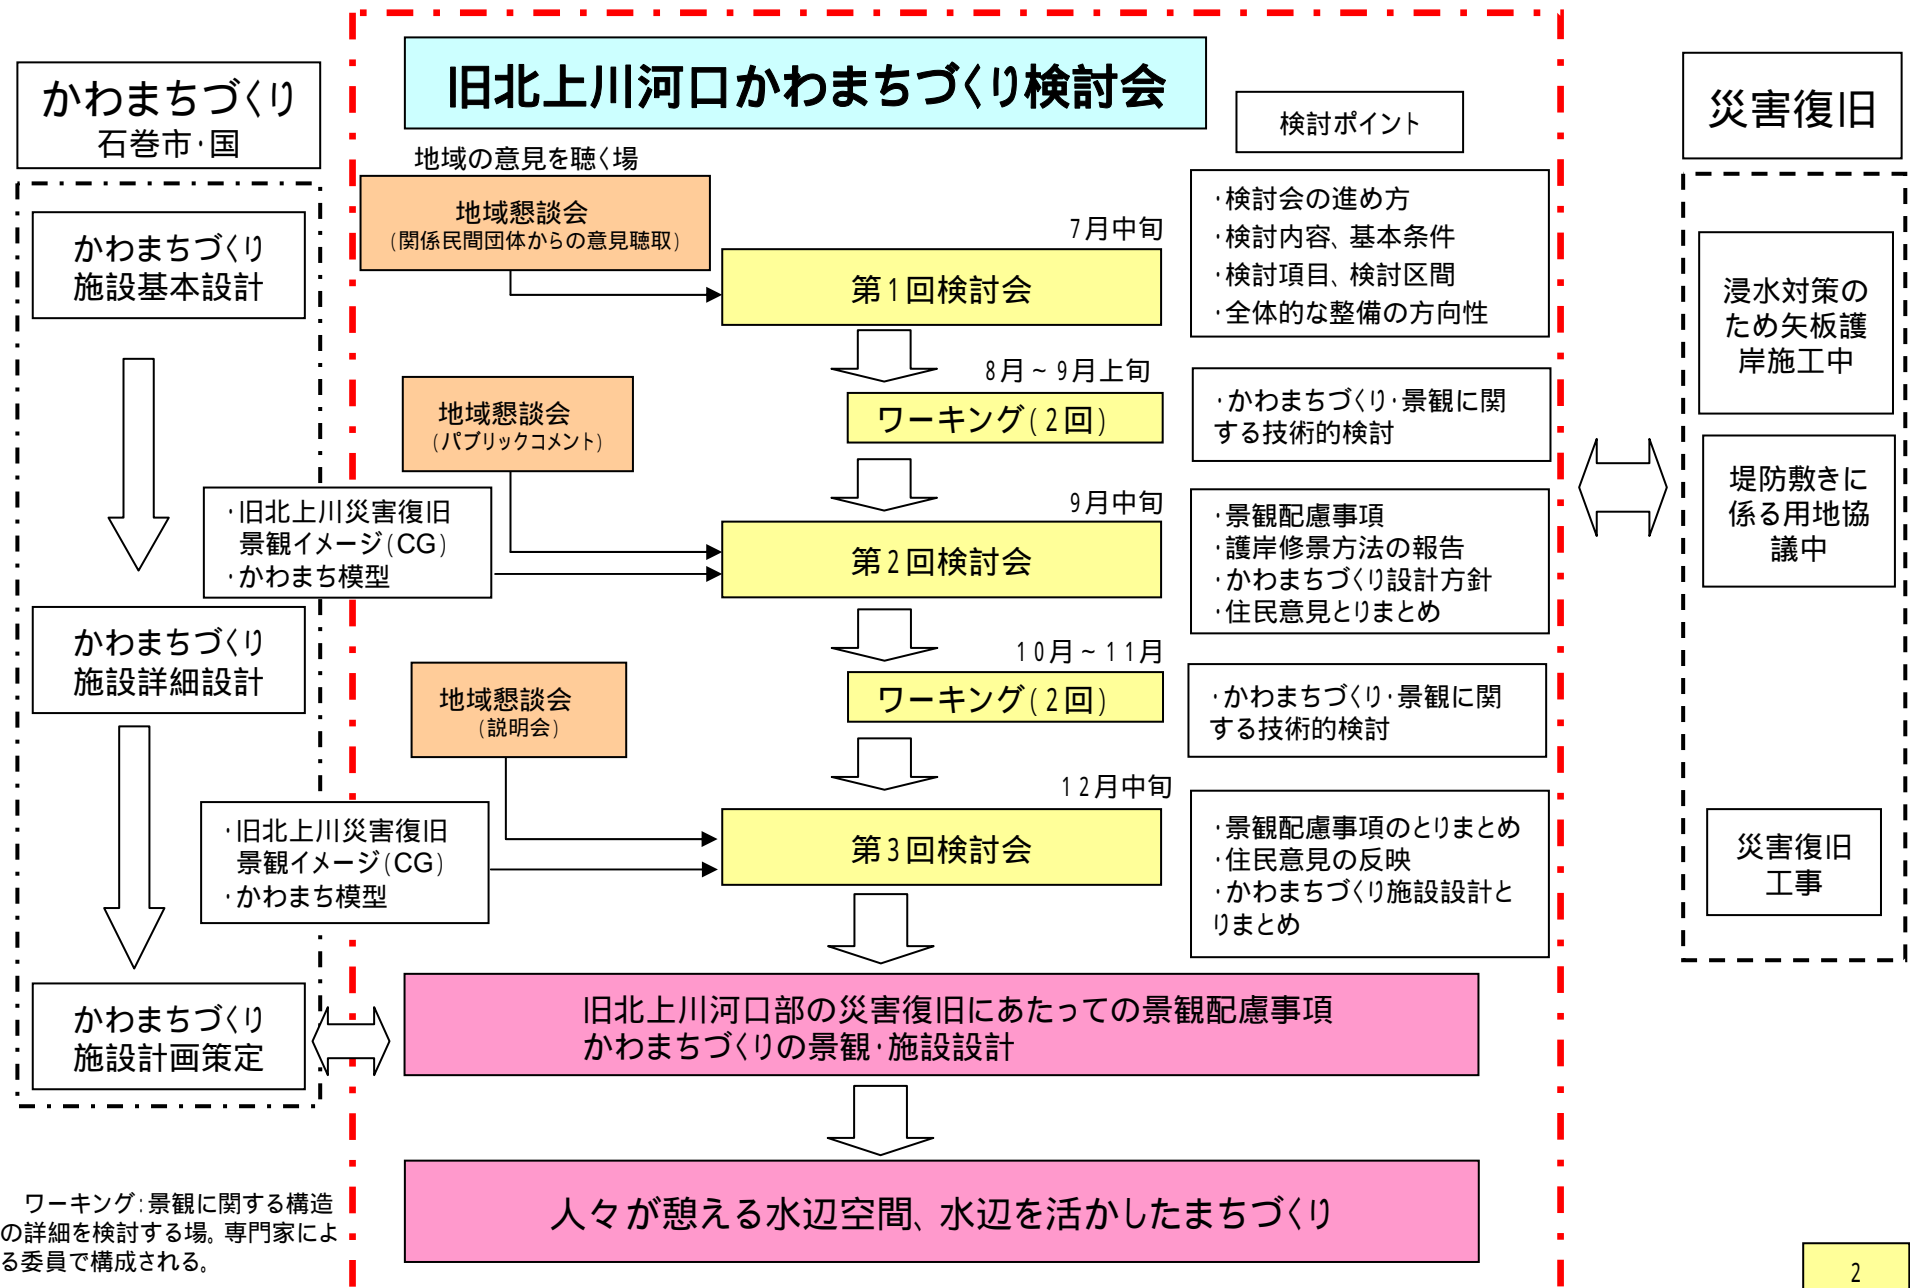 旧北上川河口かわまちづくり検討会
かわまちづくり
石巻市・国
かわまちづくり
施設基本設計
かわまちづくり
施設詳細設計
かわまちづくり
施設計画策定
地域の意見を聴く場
地域懇談会
(関係民間団体からの意見聴取)
7月中旬
第1回検討会
8月~9月上旬
ワーキング(2回)
地域懇談会
(パブリックコメント)
・旧北上川災害復旧
景観イメージ(CG)
・かわまち模型
9月中旬
第2回検討会
10月~11月
ワーキング(2回)
地域懇談会
(説明会)
・旧北上川災害復旧
景観イメージ(CG)
・かわまち模型
12月中旬
第3回検討会
検討ポイント
・検討会の進め方
・検討内容、基本条件
・検討項目、検討区間
・全体的な整備の方向性
・かわまちづくり・景観に関
する技術的検討
・景観配慮事項
・護岸修景方法の報告
・かわまちづくり設計方針
・住民意見とりまとめ
・かわまちづくり・景観に関
する技術的検討
・景観配慮事項のとりまとめ
・住民意見の反映
・かわまちづくり施設設計と
りまとめ
旧北上川河口部の災害復旧にあたっての景観配慮事項
かわまちづくりの景観・施設設計
人々が憩える水辺空間、水辺を活かしたまちづくり
災害復旧
浸水対策の
ため矢板護
岸施工中
堤防敷きに
係る用地協
議中
災害復旧
工事
ワーキング:景観に関する構造
の詳細を検討する場。専門家によ
る委員で構成される。
2